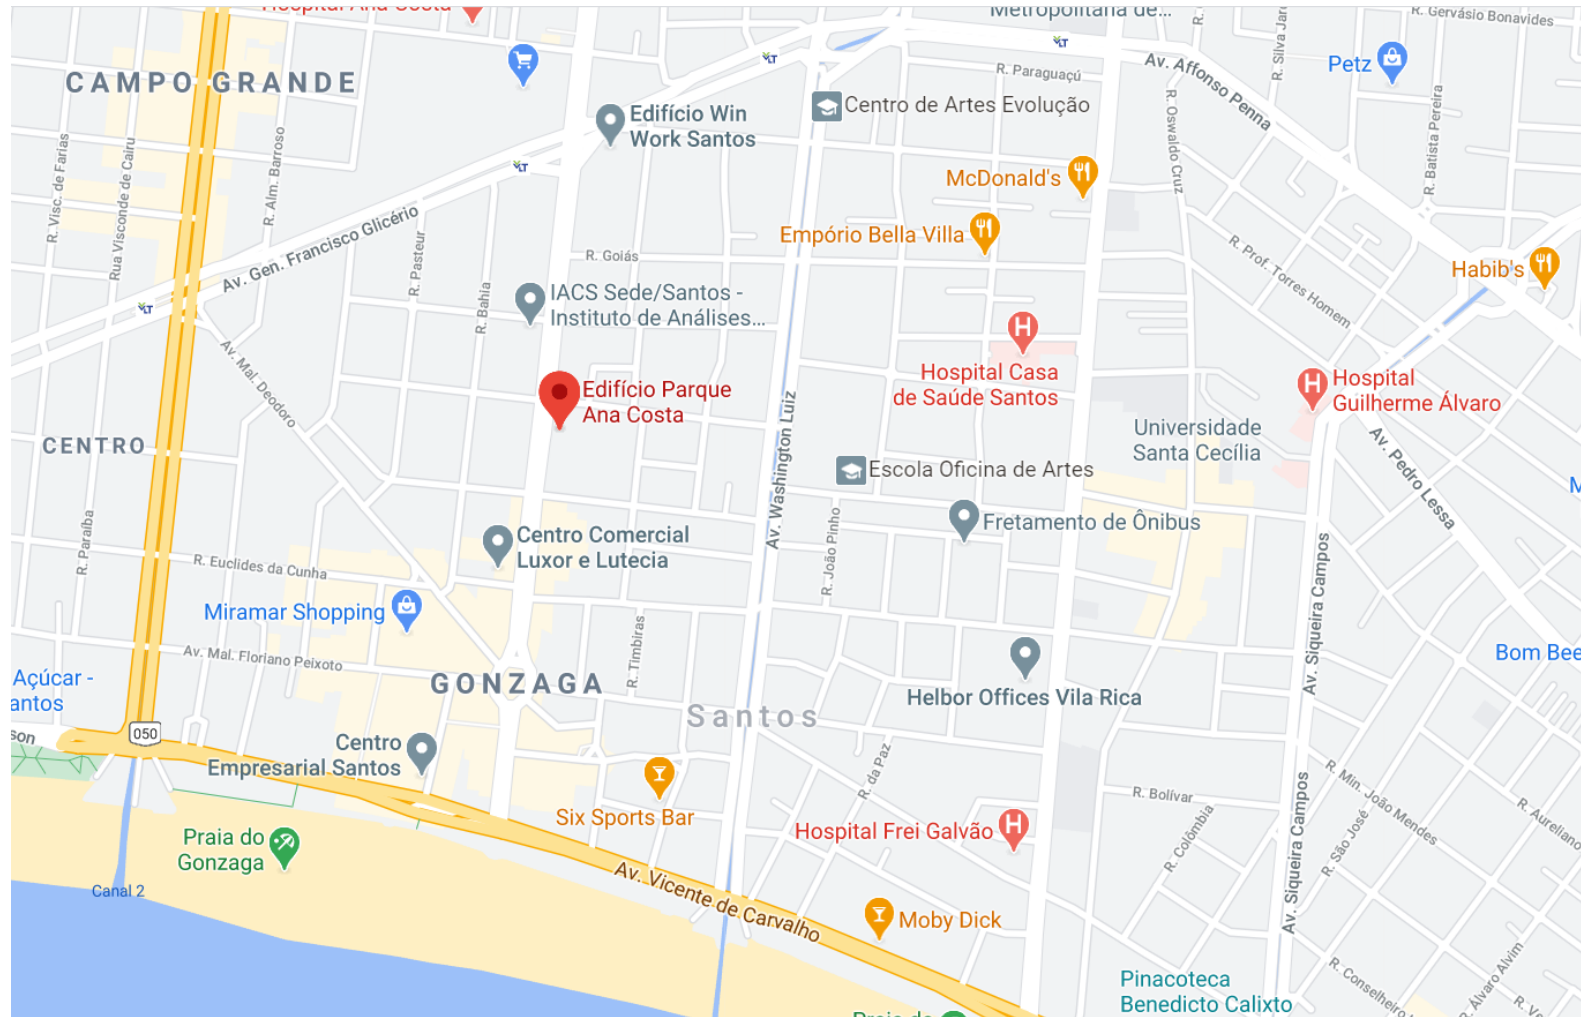 Hospital Ana Costa
Metropolitana de...
R. Gervásio Bonavides
CAMPO GRANDE
R. Paraguaçú
Av. Affonso Penna
R. Silva Jard
Petz
Edifício Win
Work Santos
Centro de Artes Evolução
R. Oswaldo Cruz
R. Batista Pereira
R. Visc. de Farias
Rua Visconde de Cairu
R. Alm. Barroso
McDonald's
Empório Bella Villa
Av. Gen. Francisco Glicério
R. Pasteur
R. Bahia
R. Goiás
R. Prof. Torres Homem
Habib's
IACS Sede/Santos -
Instituto de Análises...
Av. Mal. Deodoro
Edifício Parque
Ana Costa
Av. Washington Luiz
Hospital Casa
de Saúde Santos
Hospital
Guilherme Álvaro
CENTRO
Universidade
Santa Cecília
Av. Pedro Lessa
Escola Oficina de Artes
M
R. Paraíba
Centro Comercial
Luxor e Lutecia
R. João Pinho
Fretamento de Ônibus
R. Euclides da Cunha
Av. Siqueira Campos
Miramar Shopping
R. Timbiras
Av. Mal. Floriano Peixoto
Bom Bee
Açúcar -
antos
GONZAGA
Helbor Offices Vila Rica
Santos
son
050
Centro
Empresarial Santos
Six Sports Bar
R. da Paz
R. Bolívar
R. Min. João Mendes
R. Aureliano
R. Colômbia
R. São José
Av. Siqueira Campos
Praia do
Gonzaga
Hospital Frei Galvão
Canal 2
Av. Vicente de Carvalho
Moby Dick
Pinacoteca
Benedicto Calixto
R. Conselheiro
R. Álvaro Alvim
Praia do